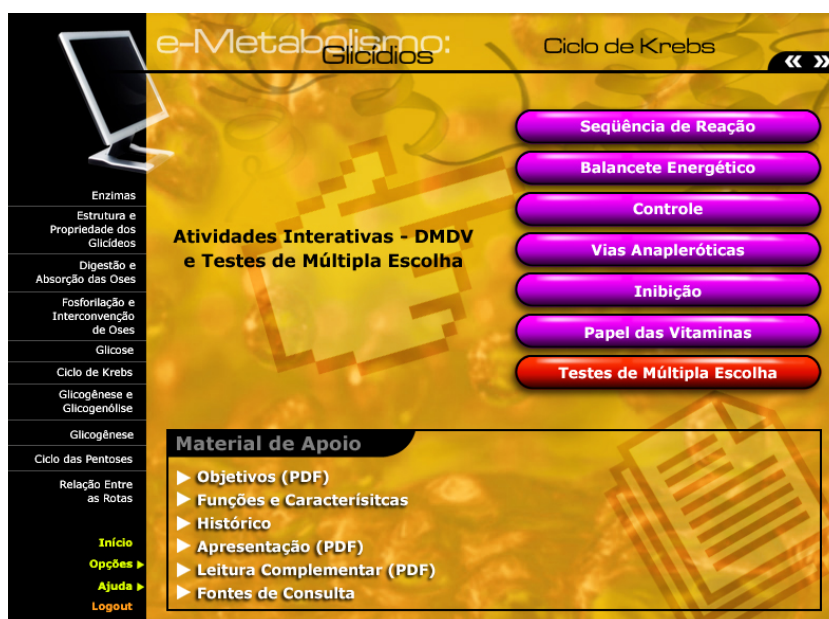 e-Metabolismo:
Glicídios
Ciclo de Krebs
Enzimas
Estrutura e
Propriedade dos
Glicídeos
Digestão e
Absorção das Oses
Fosforilação e
Interconvenção
de Oses
Glicose
Ciclo de Krebs
Glicogênese e
Glicogenólise
Glicogênese
Ciclo das Pentoses
Relação Entre
as Rotas
Início
Opções
Ajuda
Logout
Atividades Interativas - DMDV
e Testes de Múltipla Escolha
Seqüência de Reação
Balancete Energético
Controle
Vias Anapleróticas
Inibição
Papel das Vitaminas
Testes de Múltipla Escolha
Material de Apoio
Objetivos (PDF)
Funções e Caracterísitcas
Histórico
Apresentação (PDF)
Leitura Complementar (PDF)
Fontes de Consulta